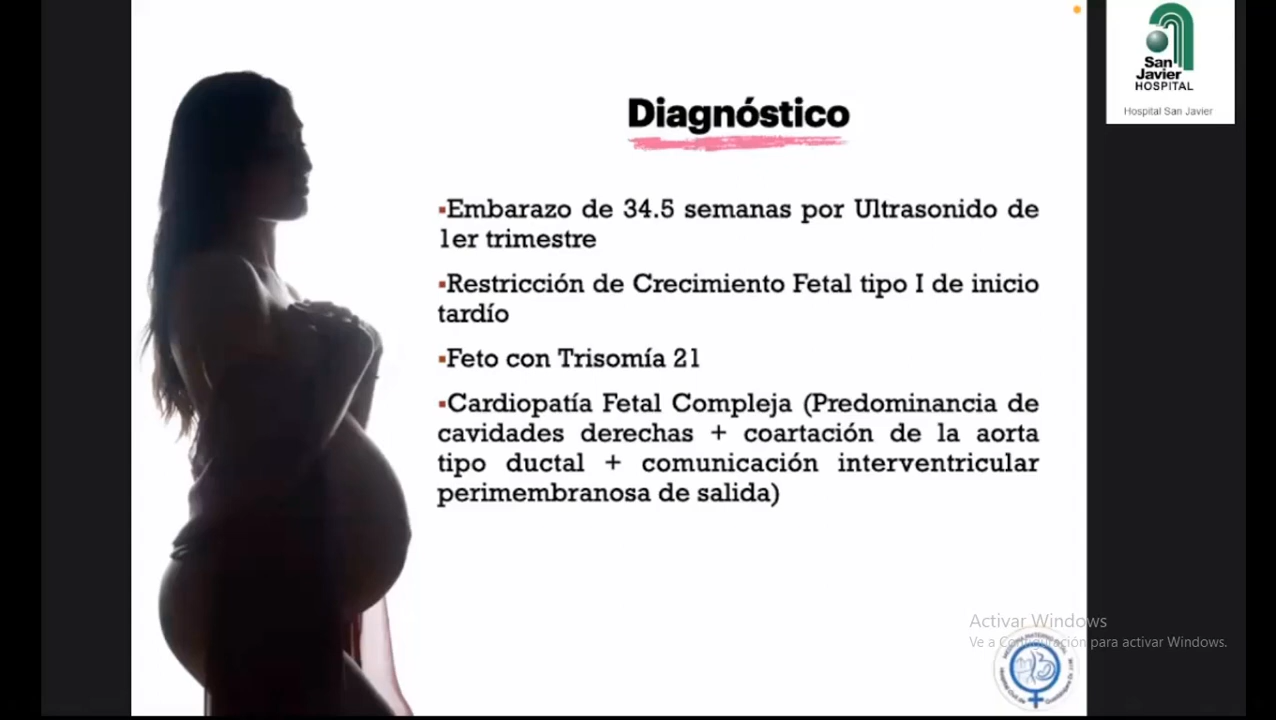 San
Javier
HOSPITAL
Hospital San Javier
Diagnóstico
▪Embarazo de 34.5 semanas por Ultrasonido de
1er trimestre
▪Restricción de Crecimiento Fetal tipo I de inicio
tardío
▪Feto con Trisomía 21
▪Cardiopatía Fetal Compleja (Predominancia de
cavidades derechas + coartación de la aorta
tipo ductal + comunicación interventricular
perimembranosa de salida)
Activar Windows
Ve a Configuración para activar Windows.